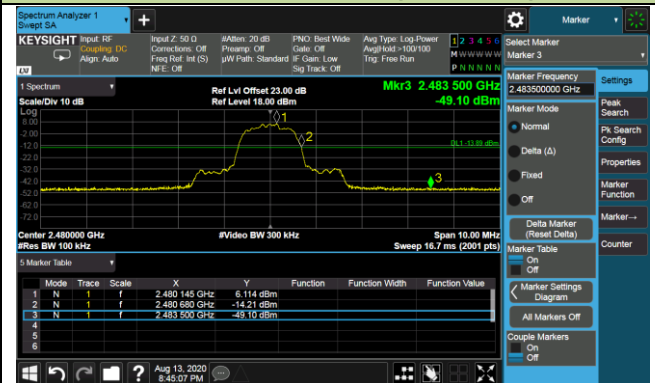 Spectrum Analyzer 1
Swept SA
+
Marker
KEYSIGHT
Input: RF
Coupling: DC
Align: Auto
Input Z: 50 Ω
Corrections: Off
Freq Ref: Int (S)
NFE: Off
#Atten: 20 dB
Preamp: Off
µW Path: Standard
PNO: Best Wide
Gate: Off
IF Gain: Low
Sig Track: Off
Avg Type: Log-Power
Avg|Hold:>100/100
Trig: Free Run
1 2 3 4 5 6
M W W W W W
P N N N N N
LXI
Select Marker
Marker 3
1 Spectrum
Scale/Div 10 dB
Log
Ref Lvl Offset 23.00 dB
Ref Level 18.00 dBm
Mkr3 2.483 500 GHz
-49.10 dBm
8.00
-2.00
-12.0
-22.0
-32.0
-42.0
-52.0
-62.0
-72.0
1
2
3
DL1 -13.89 dBm
Center 2.480000 GHz
#Res BW 100 kHz
#Video BW 300 kHz
Span 10.00 MHz
Sweep 16.7 ms (2001 pts)
5 Marker Table
Mode Trace Scale X Y Function Function Width Function Value
1 N 1 f 2.480 145 GHz 6.114 dBm
2 N 1 f 2.480 680 GHz -14.21 dBm
3 N 1 f 2.483 500 GHz -49.10 dBm
4
5
6
Marker Frequency
2.483500000 GHz
Marker Mode
Normal
Delta (Δ)
Fixed
Off
Delta Marker
(Reset Delta)
Marker Table
On
Off
Marker Settings
Diagram
All Markers Off
Couple Markers
On
Off
Settings
Peak
Search
Pk Search
Config
Properties
Marker
Function
Marker→
Counter
?
Aug 13, 2020
8:45:07 PM